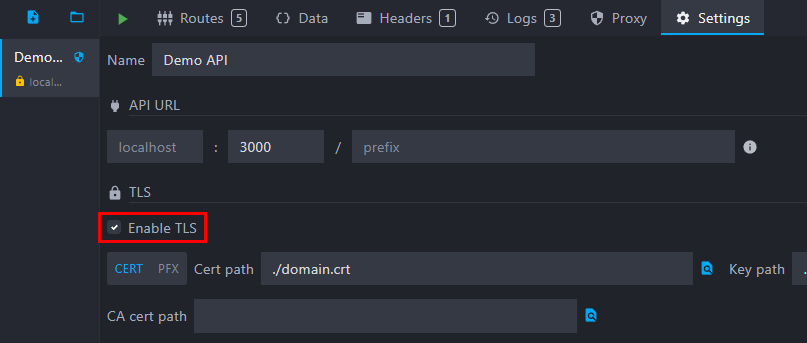 Routes 5 Data Headers 1 Logs 3 Proxy Settings
Demo...
local...
Name Demo API
API URL
localhost : 3000 / prefix
TLS
Enable TLS
CERT PFX Cert path ./domain.crt Key path .
CA cert path